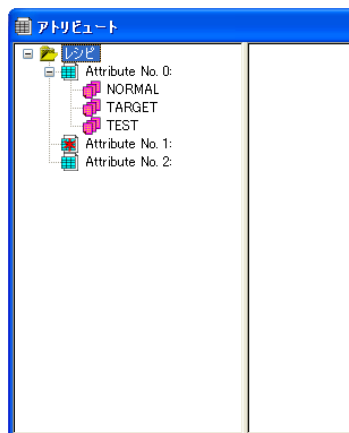 アトリビュート
レシピ
Attribute No. 0:
NORMAL
TARGET
TEST
Attribute No. 1:
Attribute No. 2: